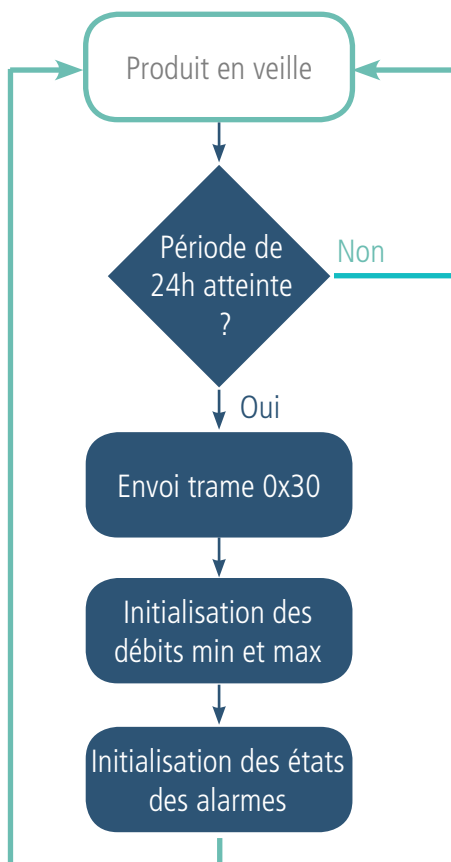 Produit en veille
Période de
24h atteinte
?
Non
Oui
Envoi trame 0x30
Initialisation des
débits min et max
Initialisation des états
des alarmes